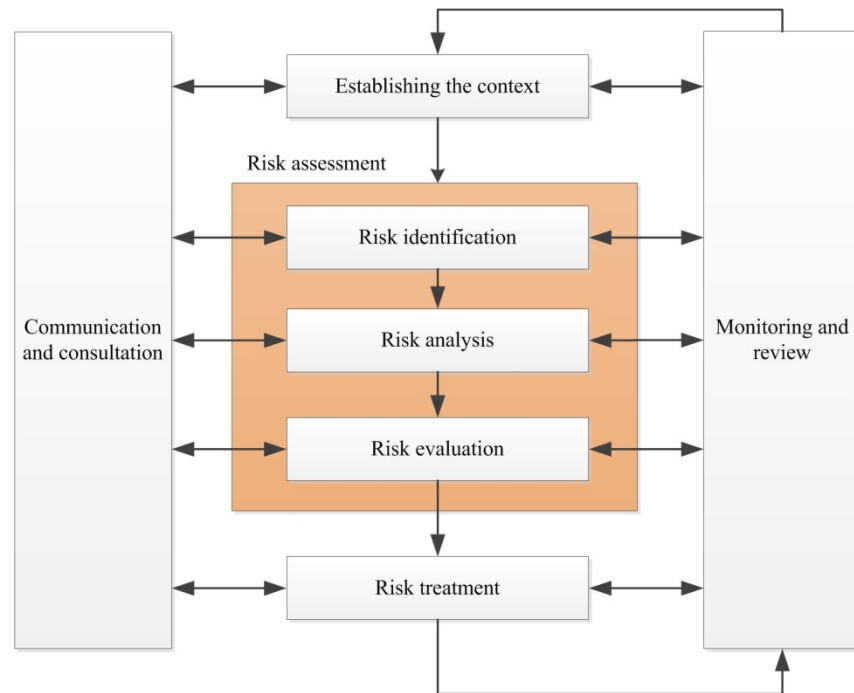 Establishing the context
Risk assessment
Risk identification
Communication
and consultation
Risk analysis
Monitoring and
review
Risk evaluation
Risk treatment